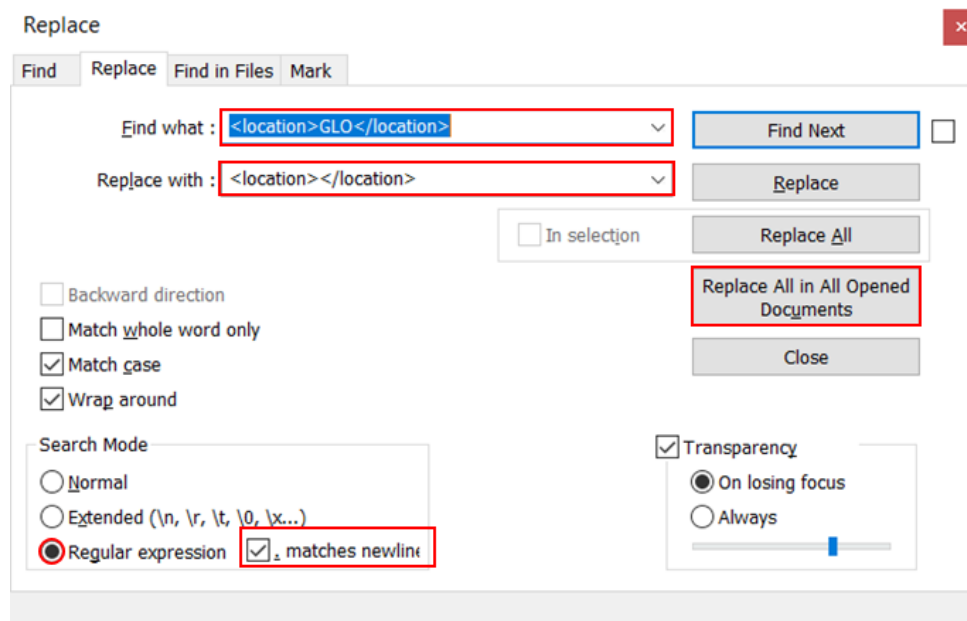 Replace
Find
Replace
Find in Files
Mark
Find what :
<location>GLO</location>
Find Next
Replace with :
<location></location>
Replace
In selection
Replace All
Replace All in All Opened
Documents
Backward direction
Match whole word only
Match case
Close
Wrap around
Search Mode
Transparency
Normal
On losing focus
Extended (\n, \r, \t, \0, \x...)
Always
Regular expression
. matches newline